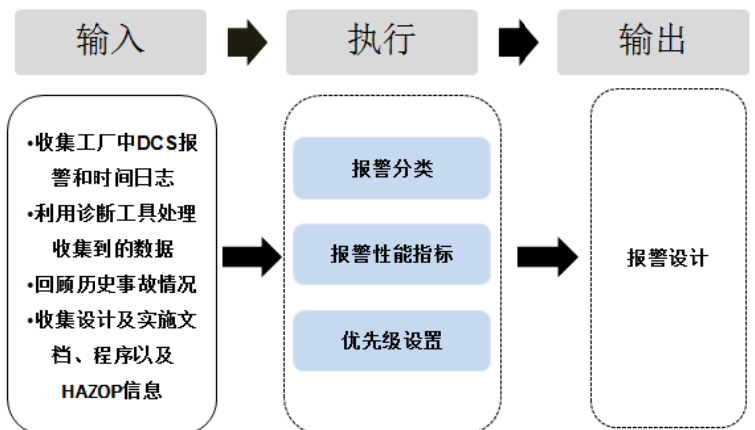 输入
执行
输出
•收集工厂中DCS报
警和时间日志
•利用诊断工具处理
收集到的数据
•回顾历史事故情况
•收集设计及实施文
档、程序以及
HAZOP信息
报警分类
报警性能指标
优先级设置
报警设计